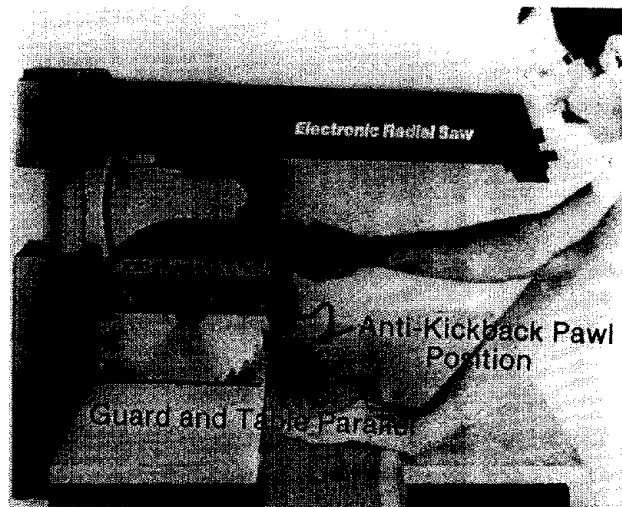 Electronic Radial Saw
Anti-Kickback Pawl
Position
Guard and Table Parallel